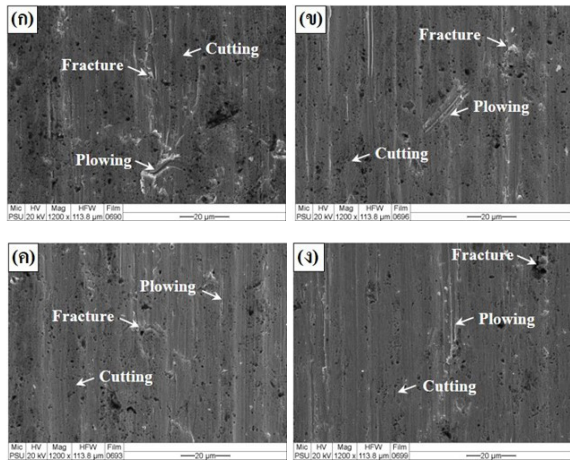 (ก)
Cutting
Fracture
Plowing
Mic HV Mag HFW Film
PSU 20 kV 1200 x 113.8 µm 0690 20 µm
(ข)
Fracture
Plowing
Cutting
Mic HV Mag HFW Film
PSU 20 kV 1200 x 113.8 µm 0696 20 µm
(ค)
Plowing
Fracture
Cutting
Mic HV Mag HFW Film
PSU 20 kV 1200 x 113.8 µm 0693 20 µm
(ง)
Fracture
Plowing
Cutting
Mic HV Mag HFW Film
PSU 20 kV 1200 x 113.8 µm 0699 20 µm